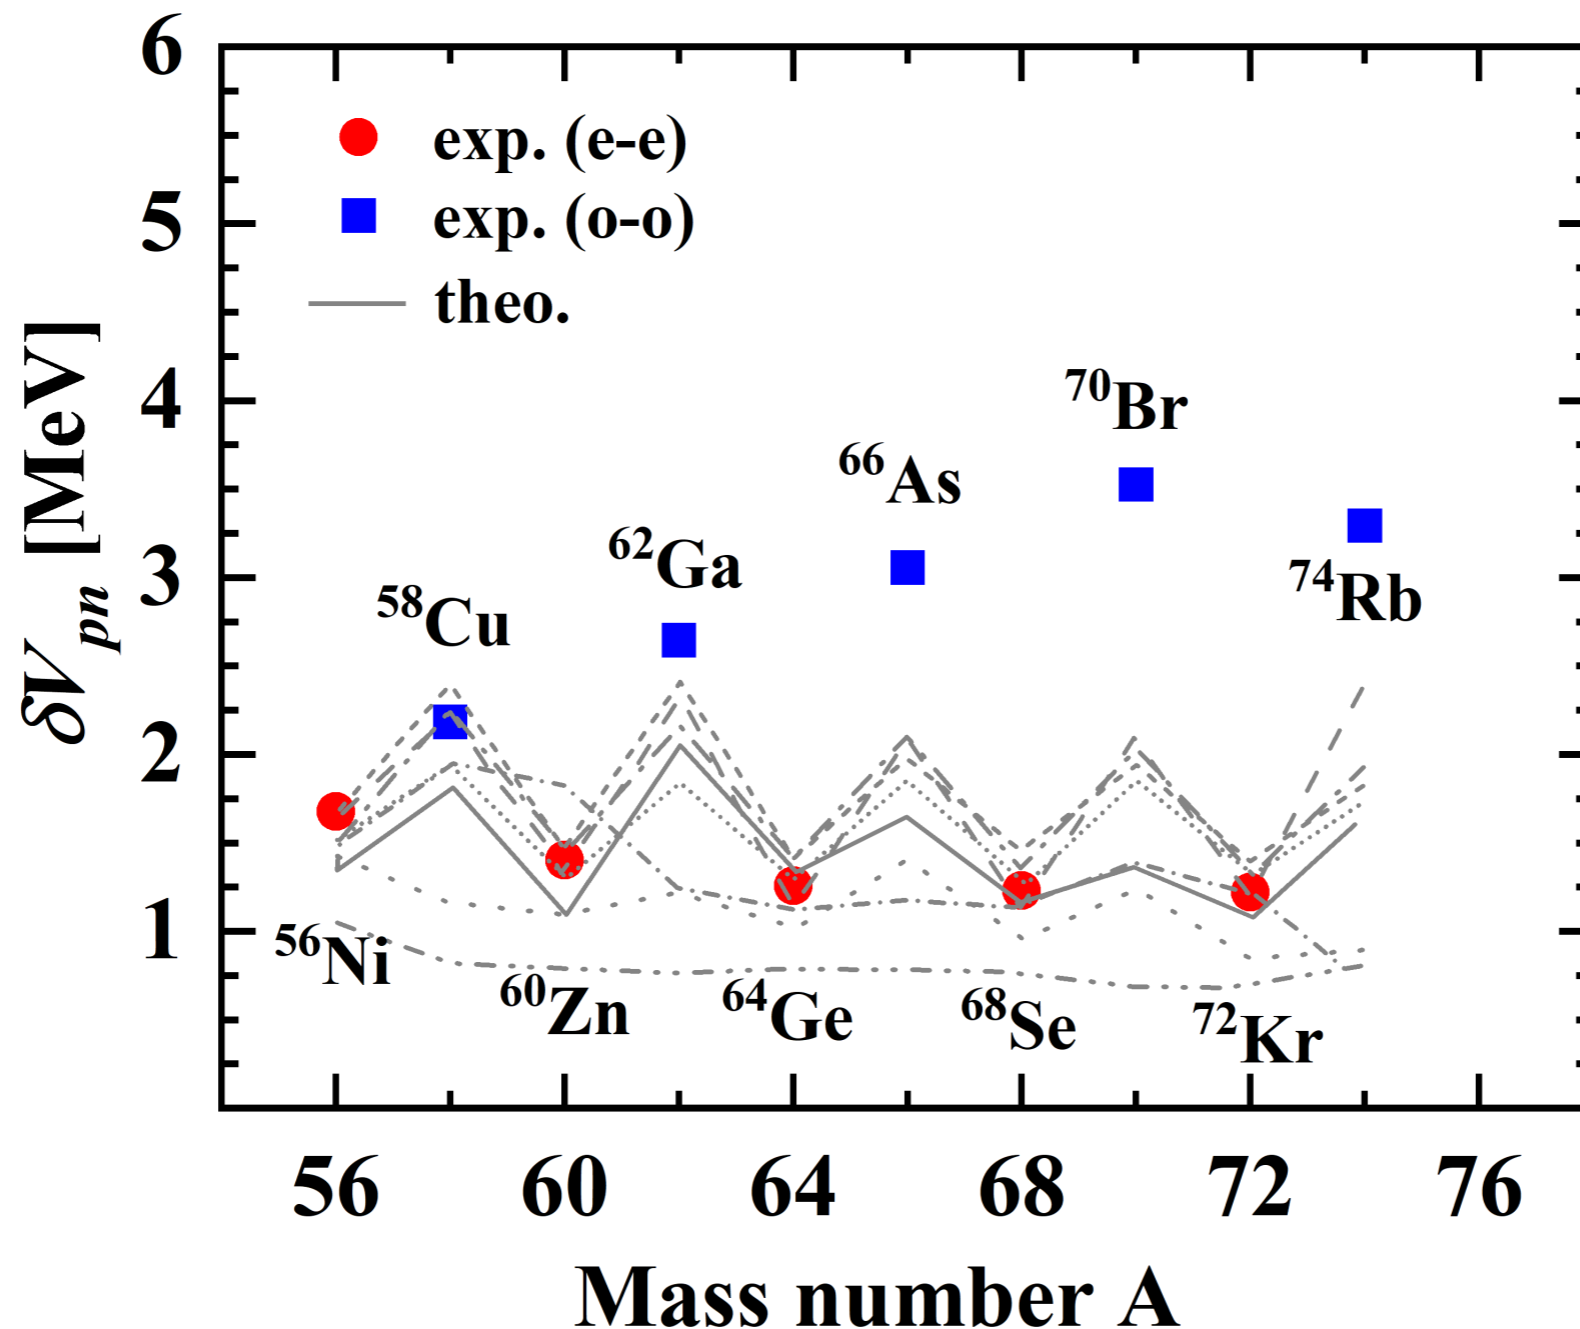 6
5
4
3
2
1
δVpn [MeV]
exp. (e-e)
exp. (o-o)
theo.
70Br
66As
62Ga
74Rb
58Cu
56Ni
60Zn
64Ge
68Se
72Kr
56 60 64 68 72 76
Mass number A